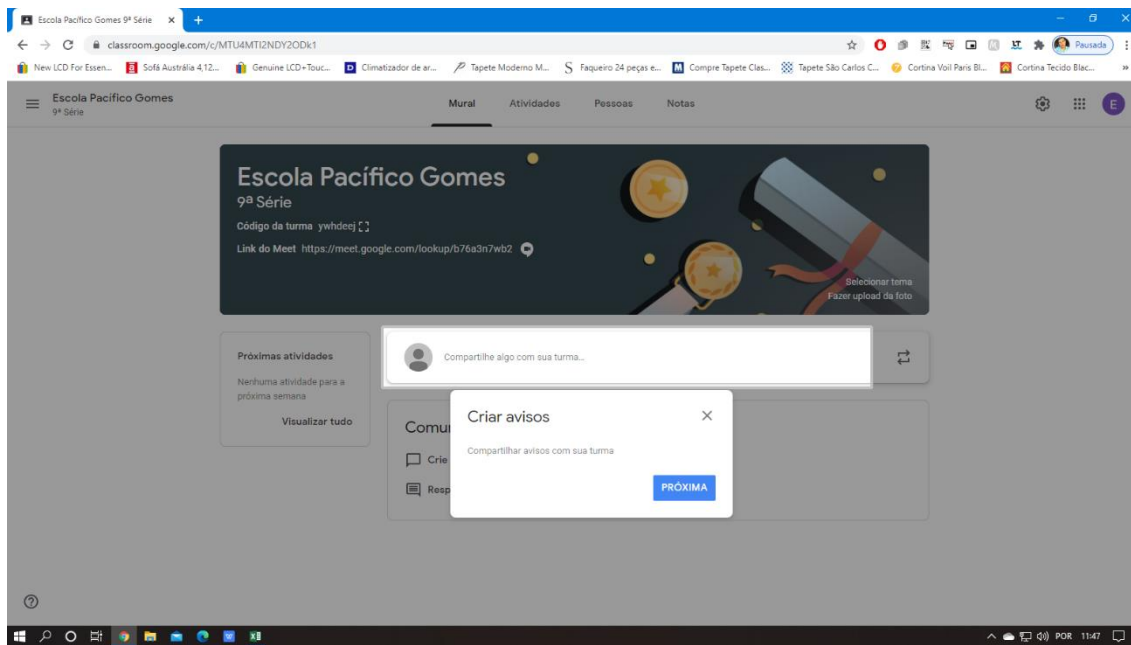 Escola Pacífico Gomes 9ª Série
classroom.google.com/c/MTU4MTI2NDY2ODk1
Pausada
New LCD For Essen...
Sofá Austrália 4,12...
Genuine LCD+Touc...
Climatizador de ar...
Tapete Moderno M...
Faqueiro 24 peças e...
Compre Tapete Clas...
Tapete São Carlos C...
Cortina Voil Paris Bl...
Cortina Tecido Blac...
Escola Pacífico Gomes
9ª Série
Mural
Atividades
Pessoas
Notas
E
Escola Pacífico Gomes
9ª Série
Código da turma ywhdeej
Link do Meet https://meet.google.com/lookup/b76a3n7wb2
Selecionar tema
Fazer upload da foto
Próximas atividades
Nenhuma atividade para a
próxima semana
Visualizar tudo
Compartilhe algo com sua turma...
Comu
Crie
Resp
Criar avisos
Compartilhar avisos com sua turma
PRÓXIMA
POR 11:47